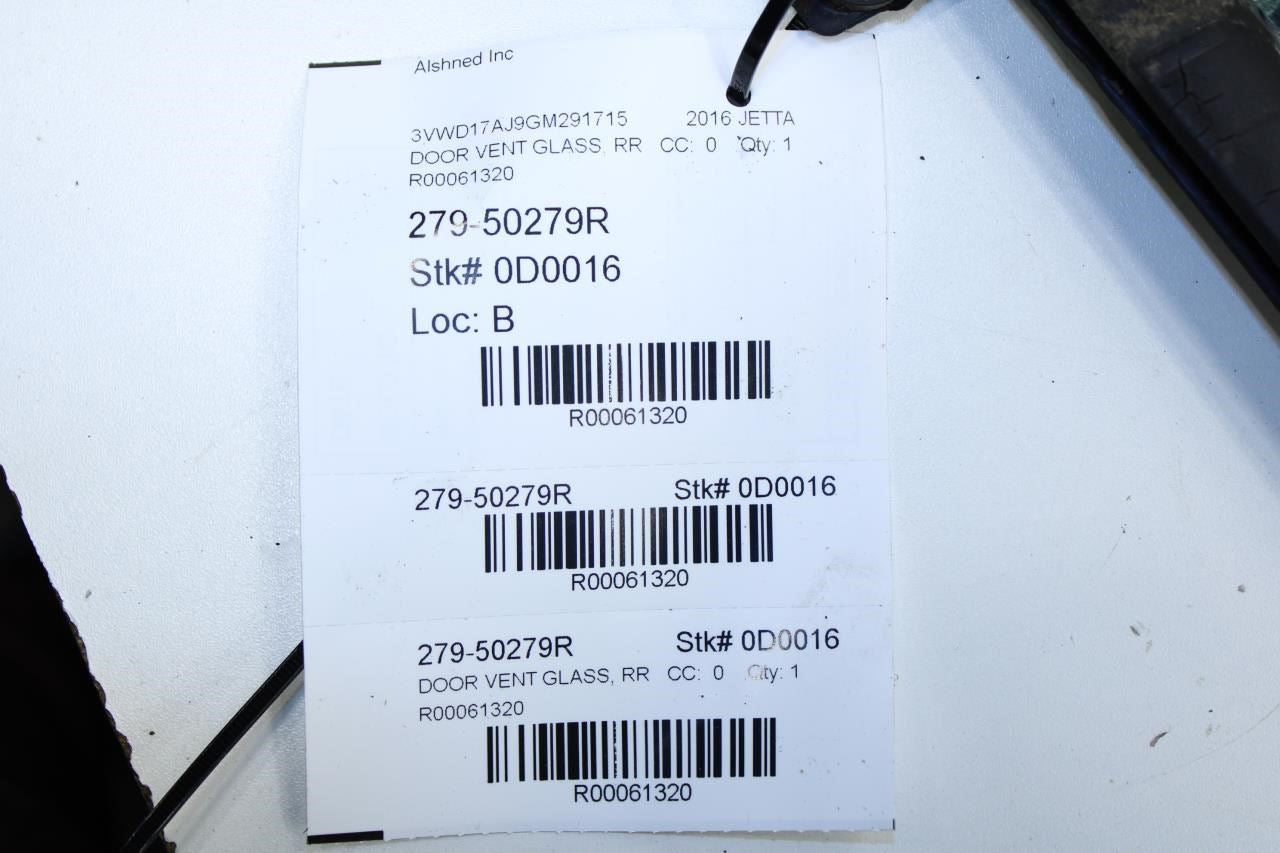 Alshned Inc
3VWD17AJ9GM291715 2016 JETTA
DOOR VENT GLASS, RR CC: 0 Qty: 1
R00061320
279-50279R
Stk# 0D0016
Loc: B
R00061320
279-50279R Stk# 0D0016
R00061320
279-50279R Stk# 0D0016
DOOR VENT GLASS, RR CC: 0 Qty: 1
R00061320
R00061320